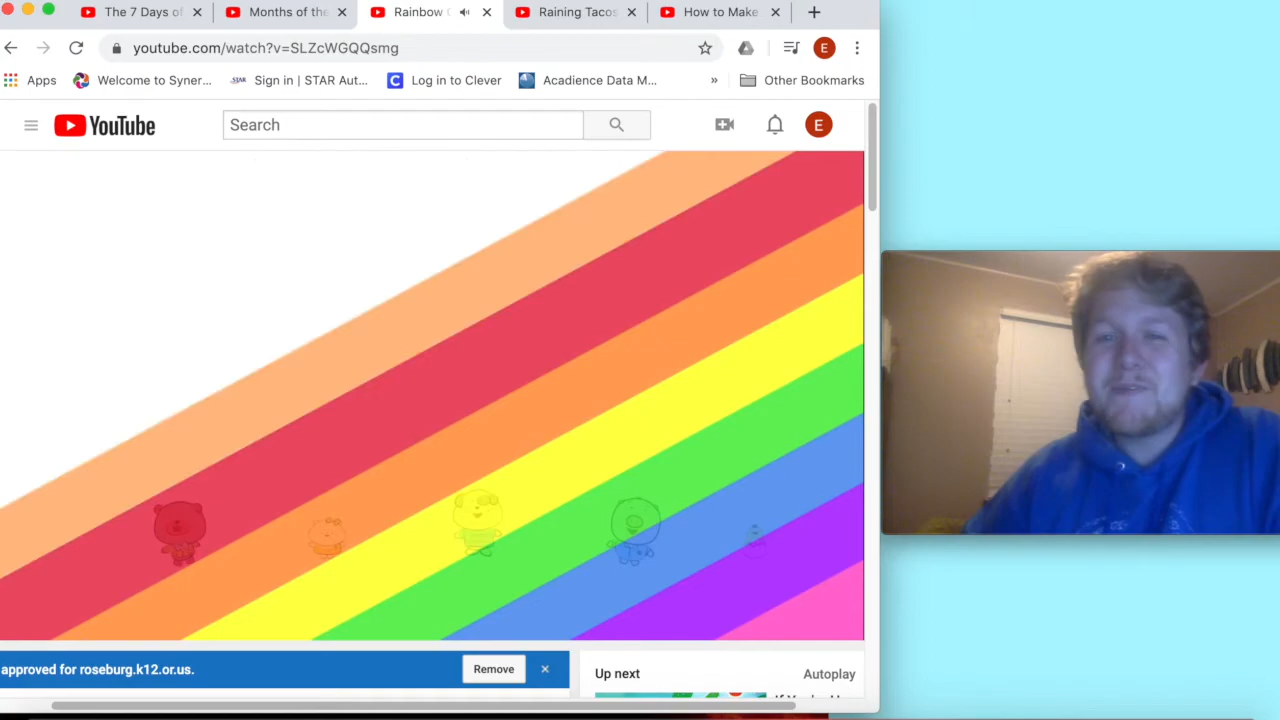 The 7 Days of
Months of the
Rainbow
Raining Tacos
How to Make
youtube.com/watch?v=SLZcWGQQsmg
E
Apps
Welcome to Syner...
STAR
Sign in | STAR Aut...
C
Log in to Clever
Acadience Data M...
»
Other Bookmarks
YouTube
Search
E
approved for roseburg.k12.or.us.
Remove
Up next
Autoplay